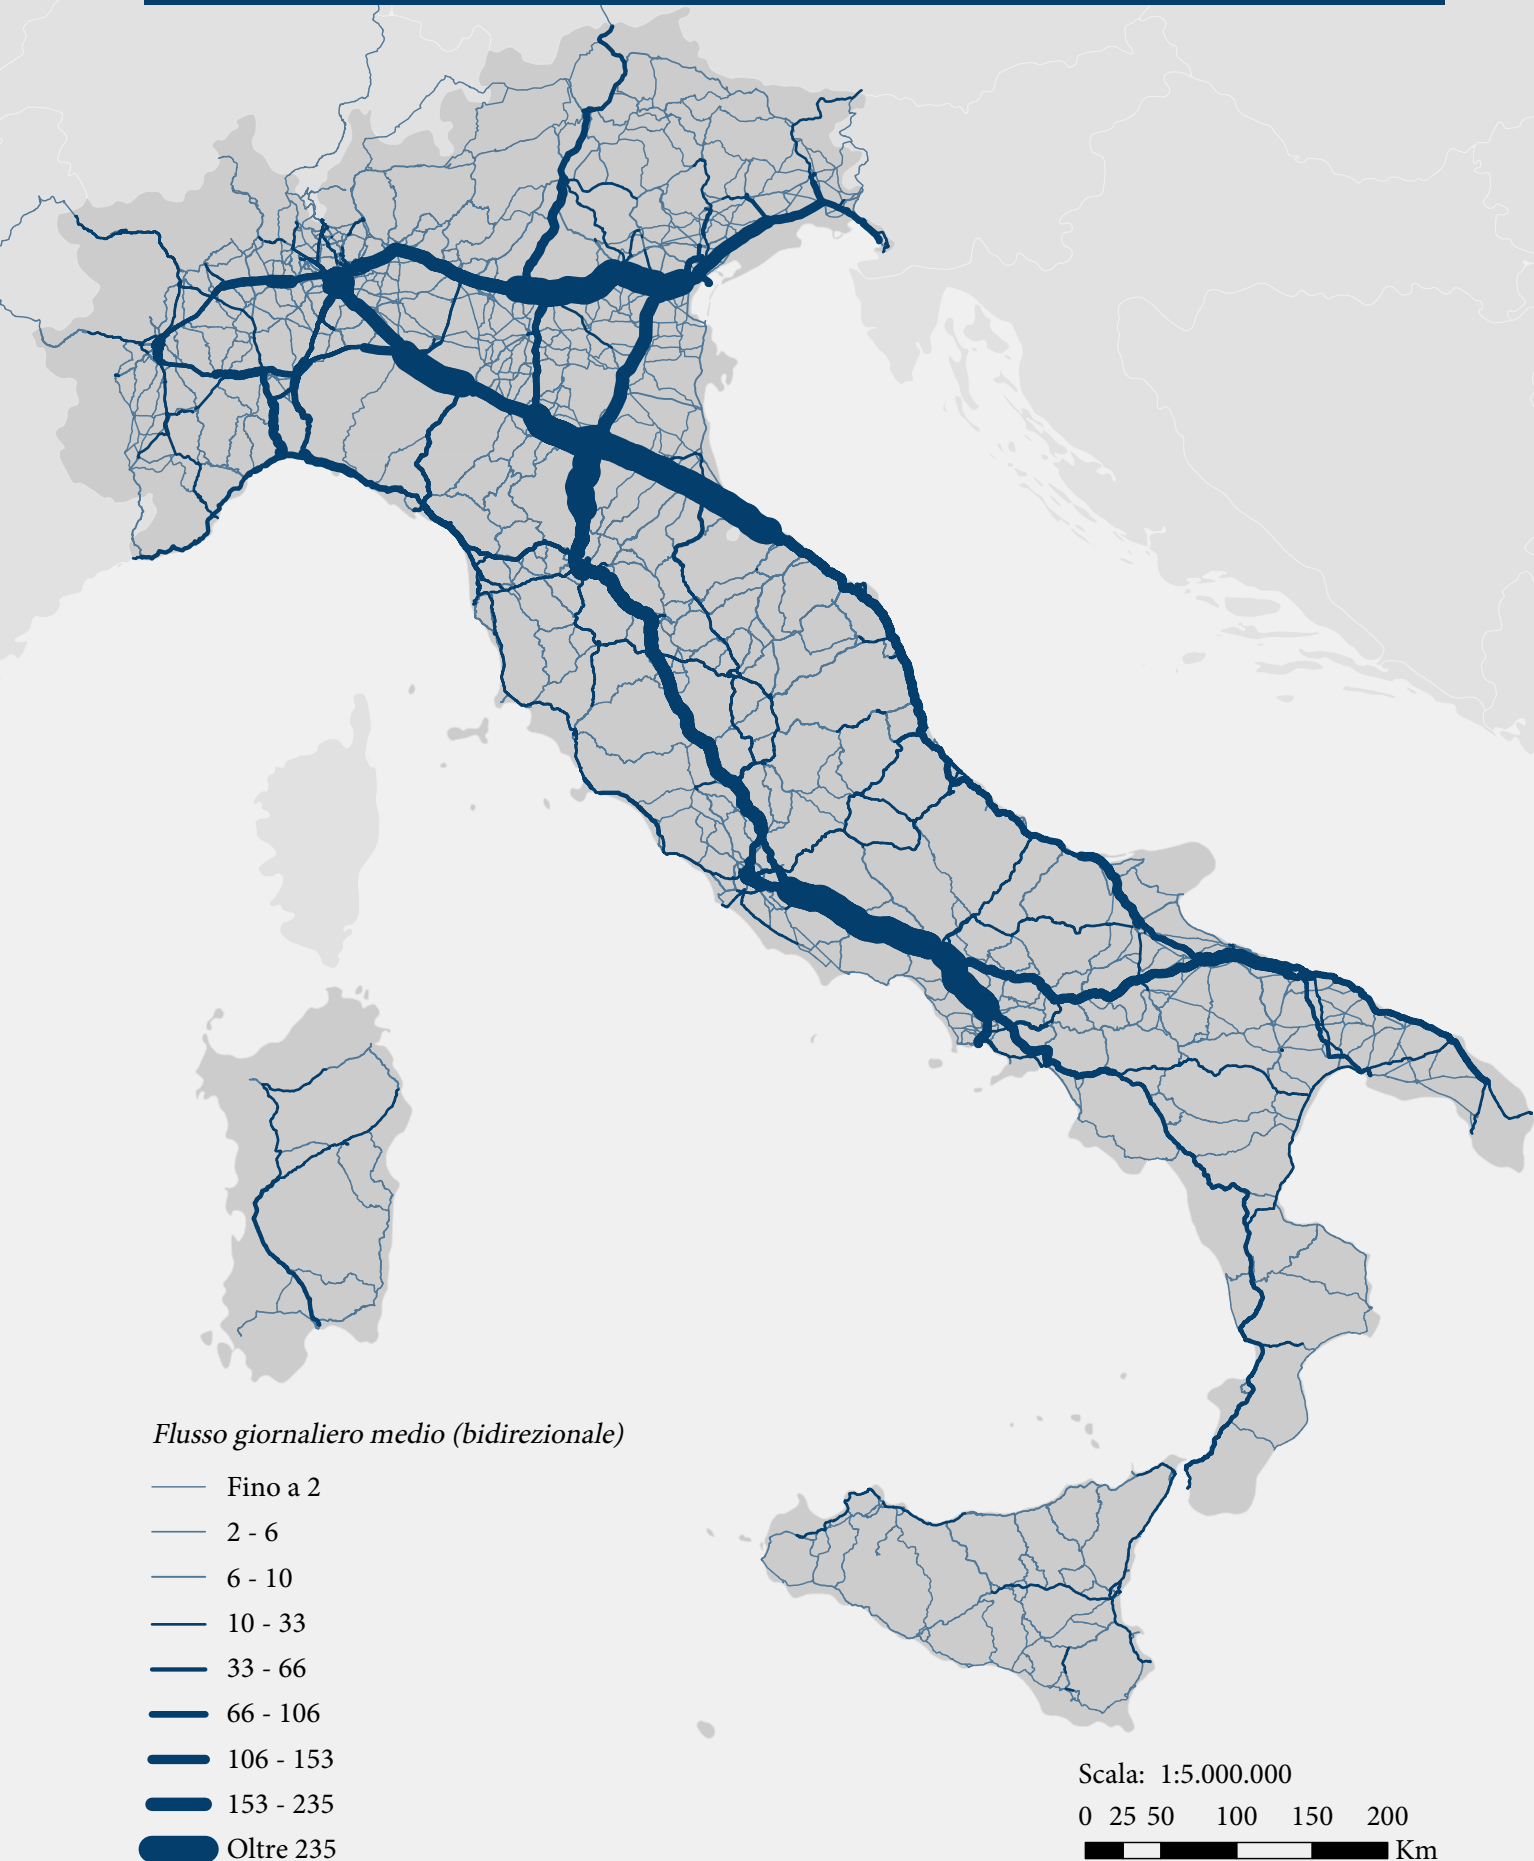 Flusso giornaliero medio (bidirezionale)
Fino a 2
2 - 6
6 - 10
10 - 33
33 - 66
66 - 106
106 - 153
153 - 235
Oltre 235
Scala: 1:5.000.000
0 25 50 100 150 200
Km